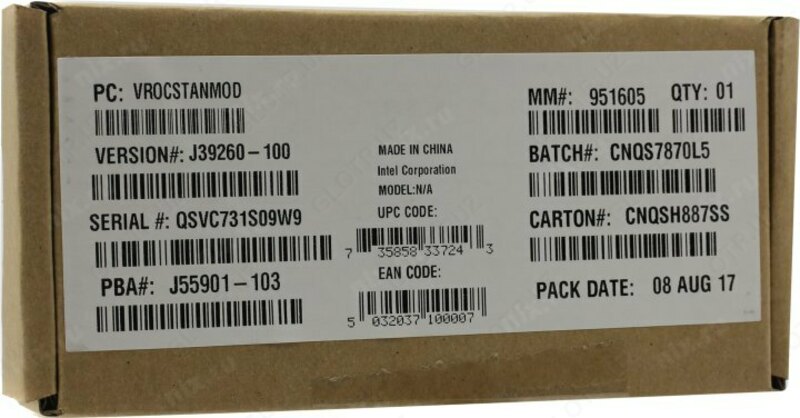 PC: VROCSTANMOD
VERSION#: J39260-100
SERIAL #: QSVC731S09W9
PBA#: J55901-103
MADE IN CHINA
Intel Corporation
MODEL:N/A
UPC CODE:
7 35858 33724 3
EAN CODE:
5 032037 100007
MM#: 951605 QTY: 01
BATCH#: CNQS7870L5
CARTON#: CNQSH887SS
PACK DATE: 08 AUG 17